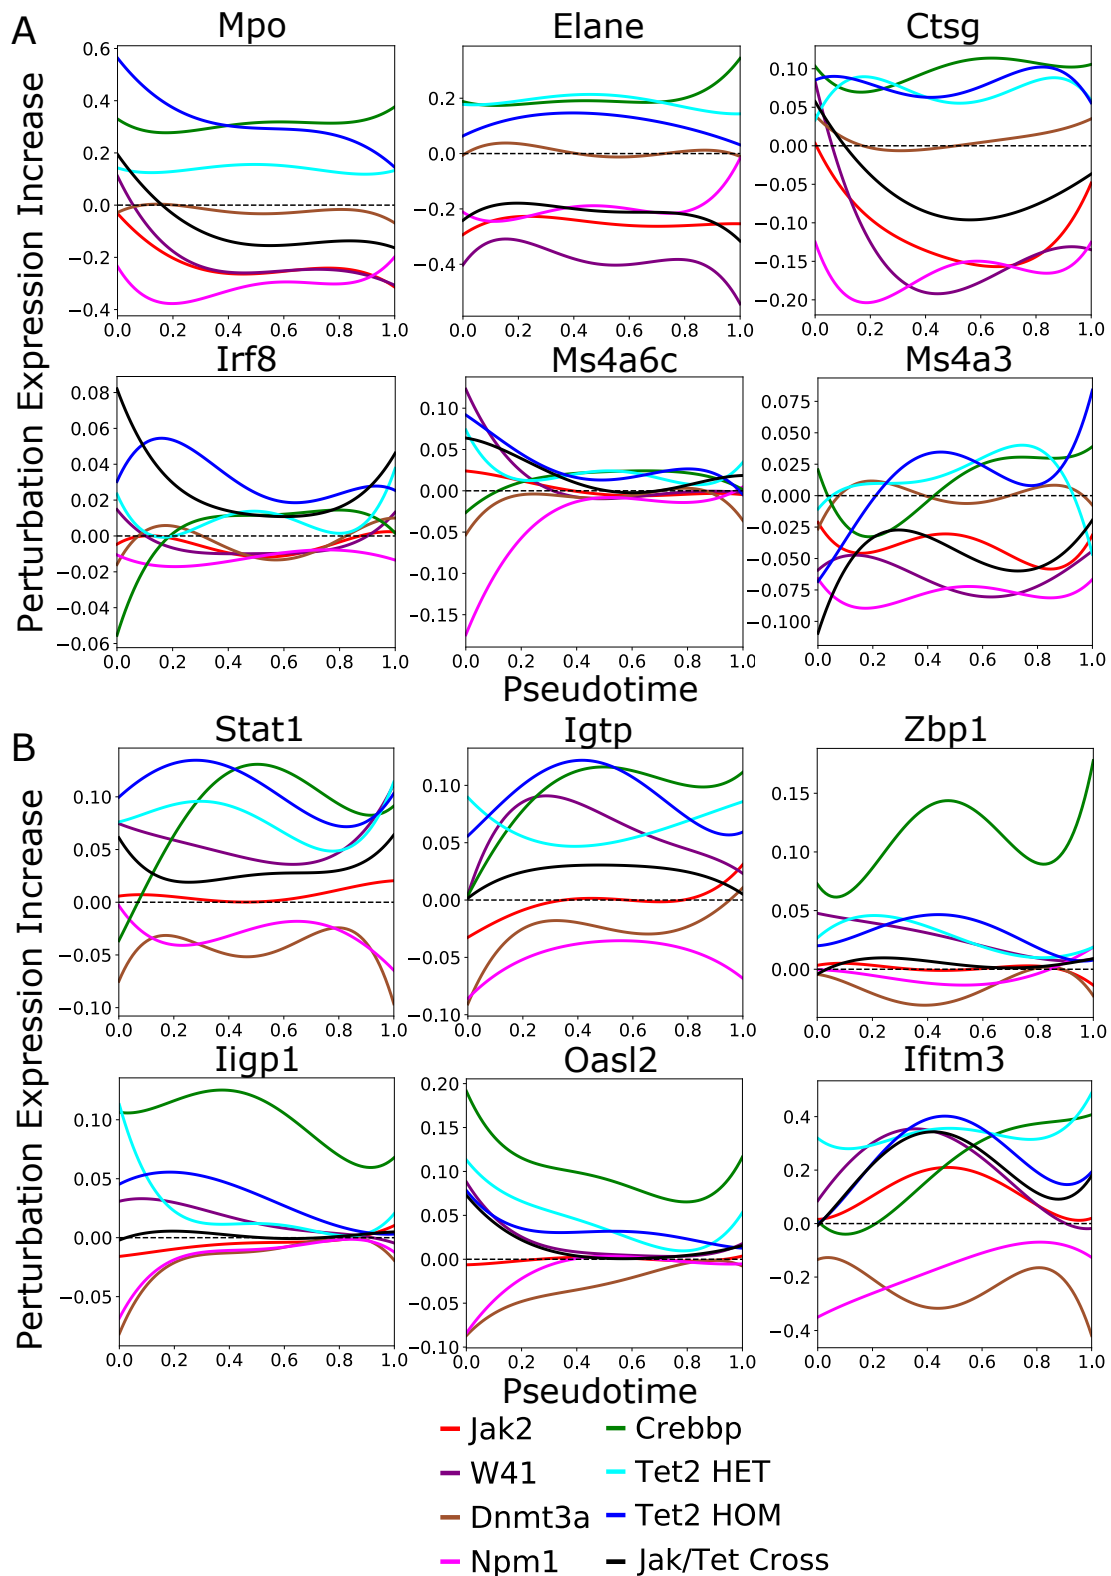 A
Mpo Elane Ctsg
Perturbation Expression Increase
0.6
0.4
0.2
0.0
−0.2
−0.4
0.0 0.2 0.4 0.6 0.8 1.0
0.2
0.0
−0.2
−0.4
0.0 0.2 0.4 0.6 0.8 1.0
0.10
0.05
0.00
−0.05
−0.10
−0.15
−0.20
0.0 0.2 0.4 0.6 0.8 1.0
Irf8 Ms4a6c Ms4a3
0.08
0.06
0.04
0.02
0.00
−0.02
−0.04
−0.06
0.0 0.2 0.4 0.6 0.8 1.0
0.10
0.05
0.00
−0.05
−0.10
−0.15
0.0 0.2 0.4 0.6 0.8 1.0
0.075
0.050
0.025
0.000
−0.025
−0.050
−0.075
−0.100
0.0 0.2 0.4 0.6 0.8 1.0
Pseudotime
B
Stat1 Igtp Zbp1
Perturbation Expression Increase
0.10
0.05
0.00
−0.05
−0.10
0.0 0.2 0.4 0.6 0.8 1.0
0.10
0.05
0.00
−0.05
−0.10
0.0 0.2 0.4 0.6 0.8 1.0
0.15
0.10
0.05
0.00
0.0 0.2 0.4 0.6 0.8 1.0
Iigp1 Oasl2 Ifitm3
0.10
0.05
0.00
−0.05
0.0 0.2 0.4 0.6 0.8 1.0
0.20
0.15
0.10
0.05
0.00
−0.05
−0.10
0.0 0.2 0.4 0.6 0.8 1.0
0.4
0.2
0.0
−0.2
−0.4
0.0 0.2 0.4 0.6 0.8 1.0
Pseudotime
Jak2 Crebbp
W41 Tet2 HET
Dnmt3a Tet2 HOM
Npm1 Jak/Tet Cross